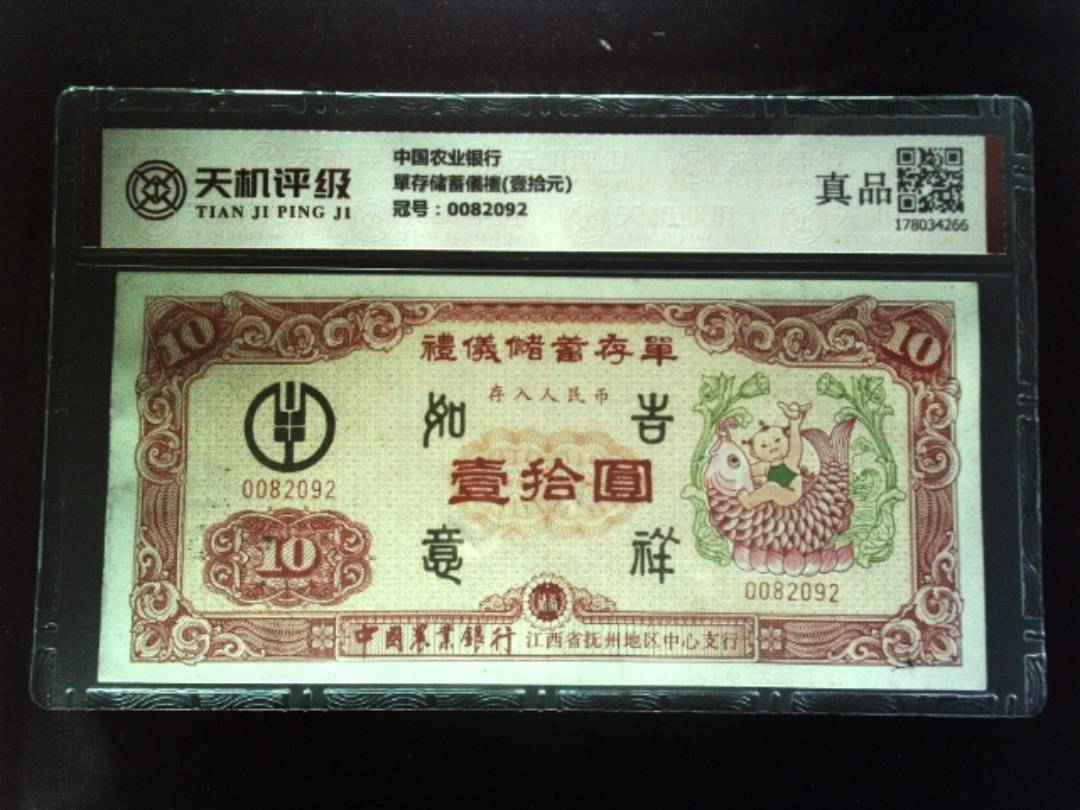 天机评级
TIAN JI PING JI
中国农业银行
單存储蓄儀禮(壹拾元)
冠号：0082092
真品
178034266
10
10
單存蓄儲儀禮
存入人民币
吉祥
如意
壹拾圓
0082092
10
0082092
中國農業銀行 江西省抚州地区中心支行